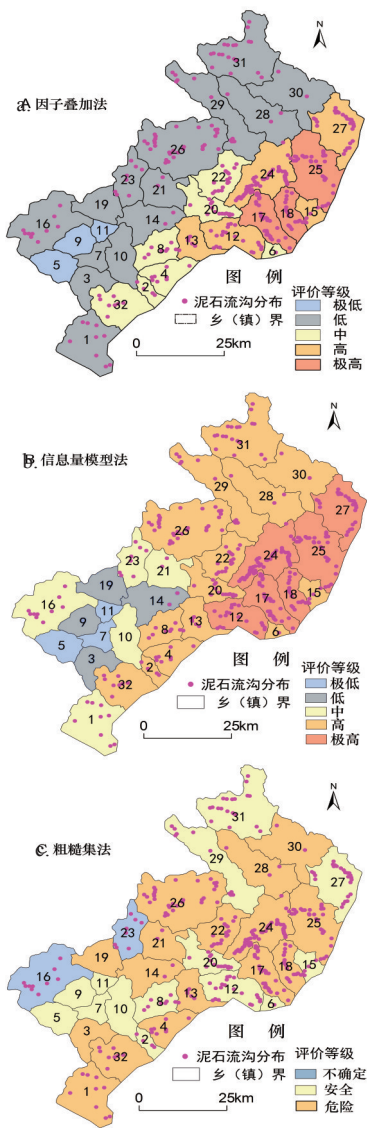 N
a. A 因子叠加法
31
30
29
28
27
26
25
24
23
21
22
19
20
16
11
14
17
18
15
9
10
8
13
12
5
6
3
7
2
4
32
1
图 例
泥石流沟分布
乡（镇）界
0 25km
评价等级
极低
低
中
高
极高
N
b. B 信息量模型法
31
30
29
28
27
26
25
24
23
21
22
19
20
16
11
14
17
18
15
9
10
8
13
12
5
7
6
3
2
4
32
1
图 例
泥石流沟分布
乡（镇）界
0 25km
评价等级
极低
低
中
高
极高
N
c. C 粗糙集法
31
30
29
28
27
26
25
24
23
21
22
19
20
16
11
14
17
18
15
9
10
8
13
12
5
7
6
3
2
4
32
1
图 例
泥石流沟分布
乡（镇）界
0 25km
评价等级
不确定
安全
危险